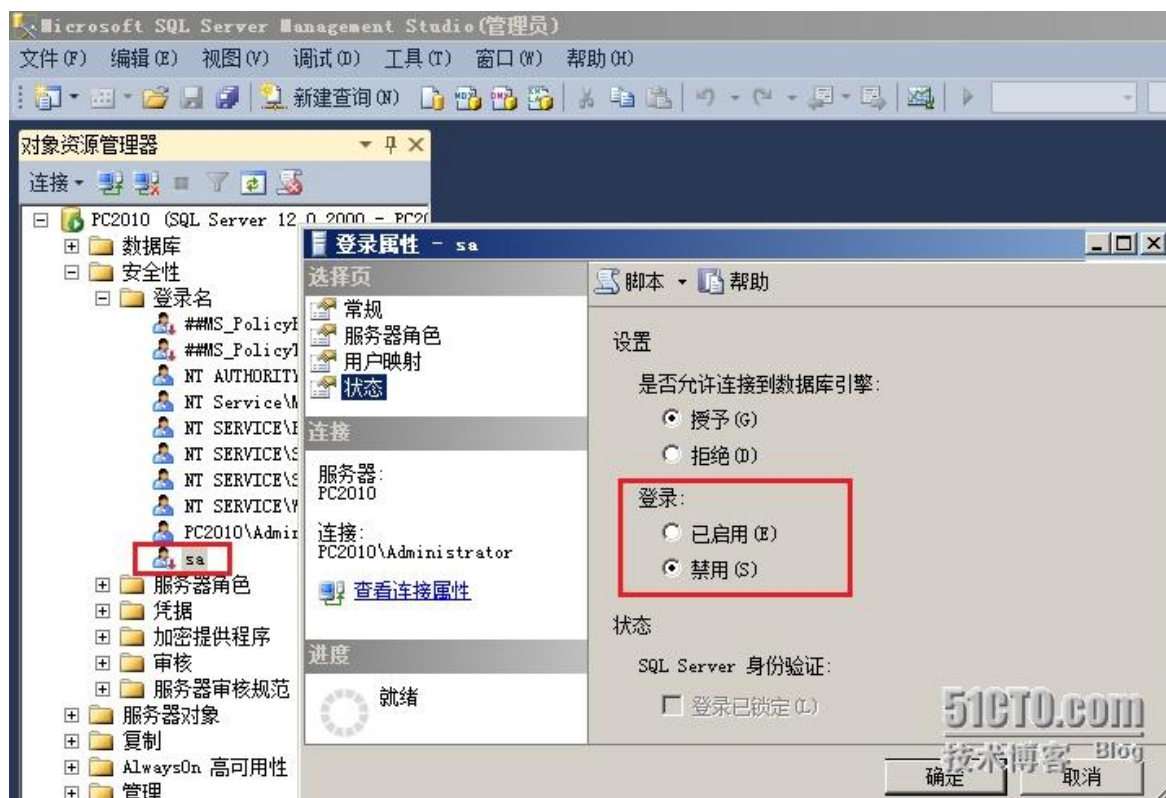 Microsoft SQL Server Management Studio(管理员)
文件(F) 编辑(E) 视图(V) 调试(D) 工具(T) 窗口(W) 帮助(H)
新建查询(N)
对象资源管理器
连接
PC2010 (SQL Server 12.0.2000 - PC20
数据库
安全性
登录名
##MS_PolicyE
##MS_PolicyT
NT AUTHORITY
NT Service\M
NT SERVICE\
NT SERVICE\S
NT SERVICE\S
NT SERVICE\W
PC2010\Admin
sa
服务器角色
凭据
加密提供程序
审核
服务器审核规范
服务器对象
复制
AlwaysOn 高可用性
管理
登录属性 - sa
选择页
常规
服务器角色
用户映射
状态
连接
服务器:
PC2010
连接:
PC2010\Administrator
查看连接属性
进度
就绪
脚本 帮助
设置
是否允许连接到数据库引擎:
授予(G)
拒绝(D)
登录:
已启用(E)
禁用(S)
状态
SQL Server 身份验证:
登录已锁定(L)
确定 取消
51CTO.com
技术博客 Blog